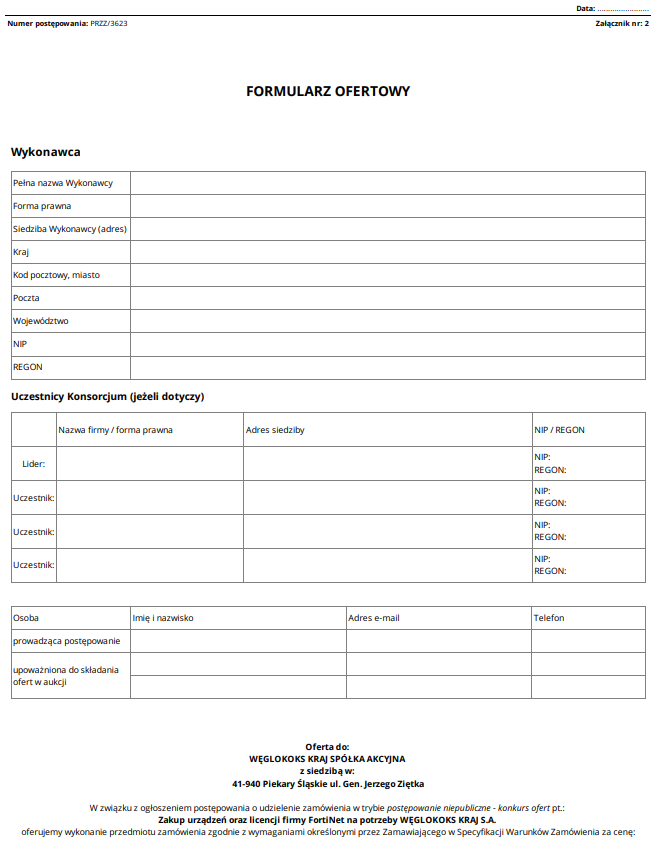 Data: ........................
Numer postępowania: PRZZ/3623 Załącznik nr: 2
FORMULARZ OFERTOWY
Wykonawca
Pełna nazwa Wykonawcy
Forma prawna
Siedziba Wykonawcy (adres)
Kraj
Kod pocztowy, miasto
Poczta
Województwo
NIP
REGON
Uczestnicy Konsorcjum (jeżeli dotyczy)
Nazwa firmy / forma prawna Adres siedziby NIP / REGON
Lider: NIP:
REGON:
Uczestnik: NIP:
REGON:
Uczestnik: NIP:
REGON:
Uczestnik: NIP:
REGON:
Osoba Imię i nazwisko Adres e-mail Telefon
prowadząca postępowanie
upoważniona do składania
ofert w aukcji
Oferta do:
WĘGLOKOKS KRAJ SPÓŁKA AKCYJNA
z siedzibą w:
41-940 Piekary Śląskie ul. Gen. Jerzego Ziętka
W związku z ogłoszeniem postępowania o udzielenie zamówienia w trybie postępowanie niepubliczne - konkurs ofert pt.:
Zakup urządzeń oraz licencji firmy FortiNet na potrzeby WĘGLOKOKS KRAJ S.A.
oferujemy wykonanie przedmiotu zamówienia zgodnie z wymaganiami określonymi przez Zamawiającego w Specyfikacji Warunków Zamówienia za cenę: